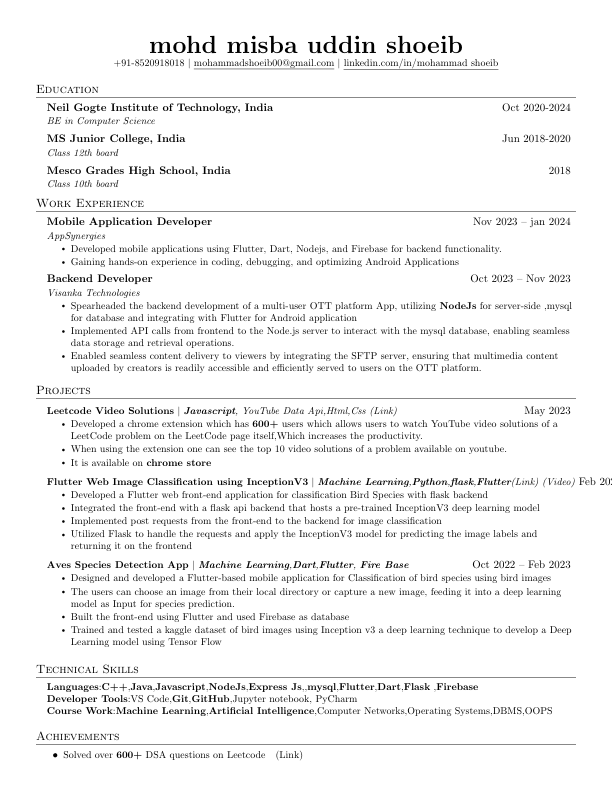 mohd misba uddin shoeib
+91-8520918018 | mohammadshoeib00@gmail.com | linkedin.com/in/mohammad shoeib
Education
Neil Gogte Institute of Technology, India Oct 2020-2024
BE in Computer Science
MS Junior College, India Jun 2018-2020
Class 12th board
Mesco Grades High School, India 2018
Class 10th board
Work Experience
Mobile Application Developer Nov 2023 – jan 2024
AppSynergies
• Developed mobile applications using Flutter, Dart, Nodejs, and Firebase for backend functionality.
• Gaining hands-on experience in coding, debugging, and optimizing Android Applications
Backend Developer Oct 2023 – Nov 2023
Visanka Technologies
• Spearheaded the backend development of a multi-user OTT platform App, utilizing NodeJs for server-side ,mysql
for database and integrating with Flutter for Android application
• Implemented API calls from frontend to the Node.js server to interact with the mysql database, enabling seamless
data storage and retrieval operations.
• Enabled seamless content delivery to viewers by integrating the SFTP server, ensuring that multimedia content
uploaded by creators is readily accessible and efficiently served to users on the OTT platform.
Projects
Leetcode Video Solutions | Javascript, YouTube Data Api,Html,Css (Link) May 2023
• Developed a chrome extension which has 600+ users which allows users to watch YouTube video solutions of a
LeetCode problem on the LeetCode page itself,Which increases the productivity.
• When using the extension one can see the top 10 video solutions of a problem available on youtube.
• It is available on chrome store
Flutter Web Image Classification using InceptionV3 | Machine Learning,Python,flask,Flutter(Link) (Video) Feb 202
• Developed a Flutter web front-end application for classification Bird Species with flask backend
• Integrated the front-end with a flask api backend that hosts a pre-trained InceptionV3 deep learning model
• Implemented post requests from the front-end to the backend for image classification
• Utilized Flask to handle the requests and apply the InceptionV3 model for predicting the image labels and
returning it on the frontend
Aves Species Detection App | Machine Learning,Dart,Flutter, Fire Base Oct 2022 – Feb 2023
• Designed and developed a Flutter-based mobile application for Classification of bird species using bird images
• The users can choose an image from their local directory or capture a new image, feeding it into a deep learning
model as Input for species prediction.
• Built the front-end using Flutter and used Firebase as database
• Trained and tested a kaggle dataset of bird images using Inception v3 a deep learning technique to develop a Deep
Learning model using Tensor Flow
Technical Skills
Languages:C++,Java,Javascript,NodeJs,Express Js,,mysql,Flutter,Dart,Flask ,Firebase
Developer Tools:VS Code,Git,GitHub,Jupyter notebook, PyCharm
Course Work:Machine Learning,Artificial Intelligence,Computer Networks,Operating Systems,DBMS,OOPS
Achievements
• Solved over 600+ DSA questions on Leetcode (Link)